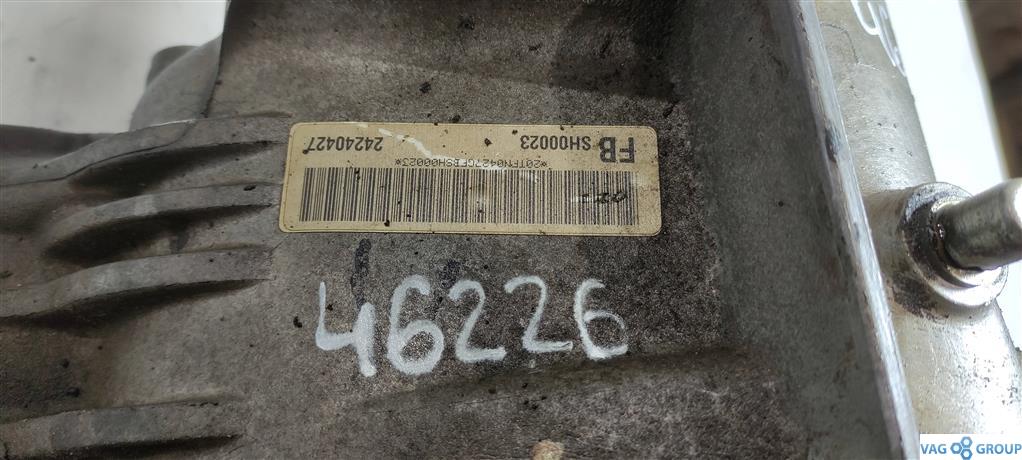 FB SH00023
24240427
*20TFN0427CFBSH00023*
46226
VAG GROUP